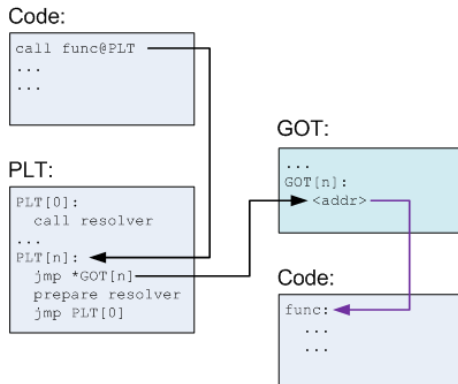 Code:
call func@PLT
...
...
PLT:
PLT[0]:
call resolver
...
PLT[n]:
jmp *GOT[n]
prepare resolver
jmp PLT[0]
GOT:
...
GOT[n]:
<addr>
Code:
func:
...
...